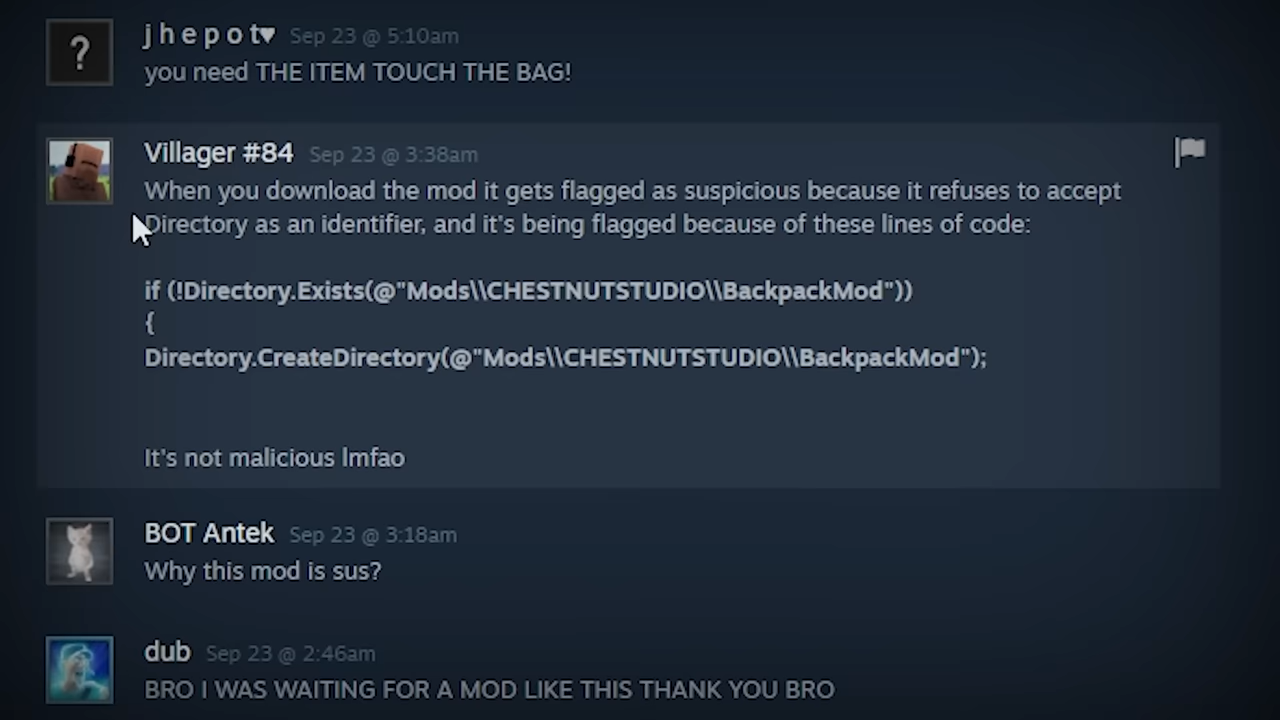 ?
j h e p o t♥ Sep 23 @ 5:10am
you need THE ITEM TOUCH THE BAG!
Villager #84 Sep 23 @ 3:38am
When you download the mod it gets flagged as suspicious because it refuses to accept
Directory as an identifier, and it's being flagged because of these lines of code:
if (!Directory.Exists(@"Mods\\CHESTNUTSTUDIO\\BackpackMod"))
{
Directory.CreateDirectory(@"Mods\\CHESTNUTSTUDIO\\BackpackMod");
It's not malicious lmfao
BOT Antek Sep 23 @ 3:18am
Why this mod is sus?
dub Sep 23 @ 2:46am
BRO I WAS WAITING FOR A MOD LIKE THIS THANK YOU BRO